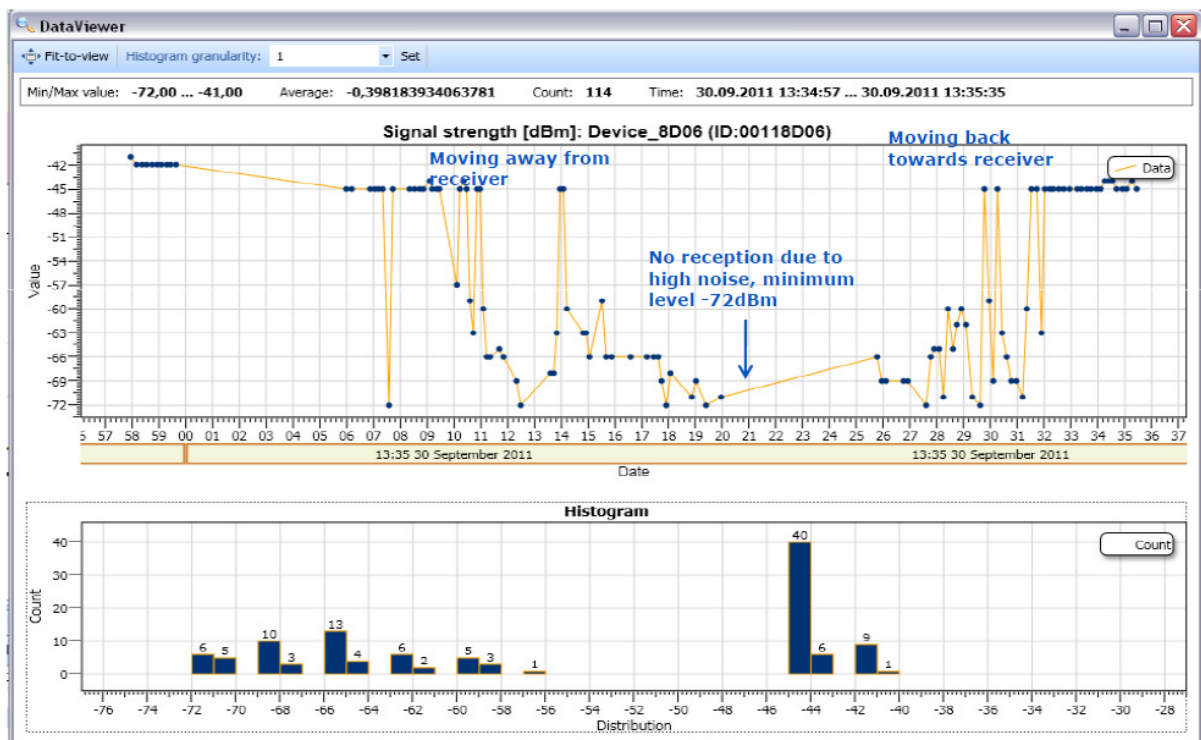 DataViewer
Fit-to-view Histogram granularity: 1 Set
Min/Max value: -72,00 ... -41,00 Average: -0,398183934063781 Count: 114 Time: 30.09.2011 13:34:57 ... 30.09.2011 13:35:35
Signal strength [dBm]: Device_8D06 (ID:00118D06)
Moving away from
receiver
Moving back
towards receiver
Data
No reception due to
high noise, minimum
level -72dBm
Value
-42
-45
-48
-51
-54
-57
-60
-63
-66
-69
-72
57 58 59 00 01 02 03 04 05 06 07 08 09 10 11 12 13 14 15 16 17 18 19 20 21 22 23 24 25 26 27 28 29 30 31 32 33 34 35 36 37
13:35 30 September 2011 13:35 30 September 2011
Date
Histogram
Count
Count
40
30
20
10
0
6 5 10 3 13 4 6 2 5 3 1 40 6 9 1
-76 -74 -72 -70 -68 -66 -64 -62 -60 -58 -56 -54 -52 -50 -48 -46 -44 -42 -40 -38 -36 -34 -32 -30 -28
Distribution